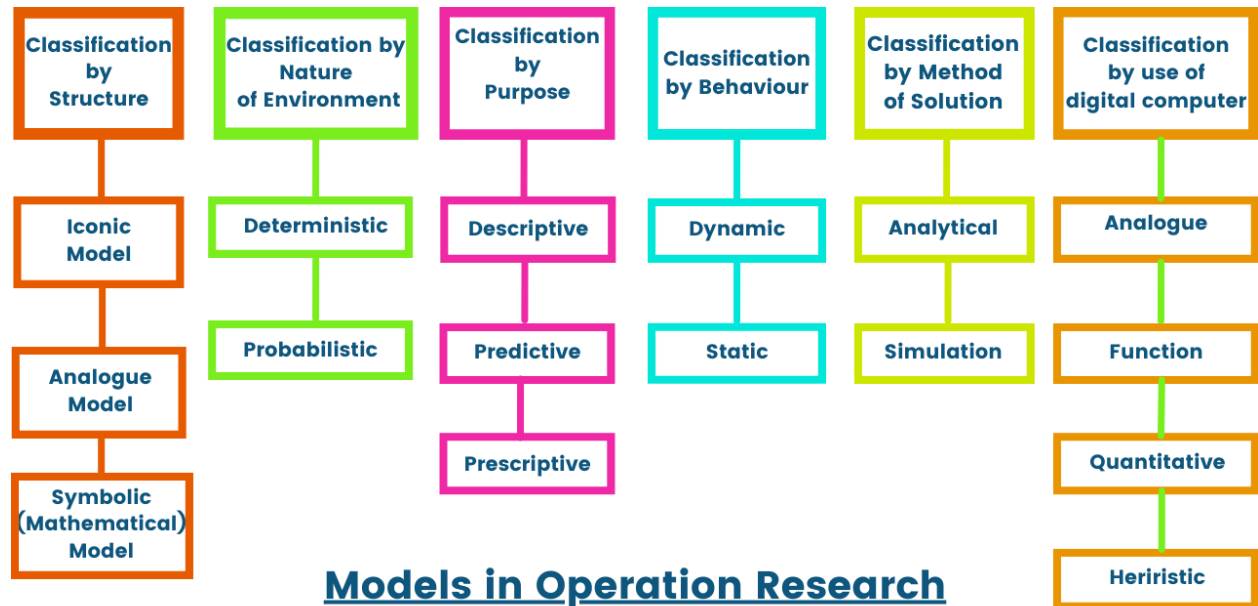 Classification
by
Structure
Iconic
Model
Analogue
Model
Symbolic
(Mathematical)
Model
Classification by
Nature
of Environment
Deterministic
Probabilistic
Classification
by
Purpose
Descriptive
Predictive
Prescriptive
Classification
by Behaviour
Dynamic
Static
Classification
by Method
of Solution
Analytical
Simulation
Classification
by use of
digital computer
Analogue
Function
Quantitative
Heriristic
Models in Operation Research